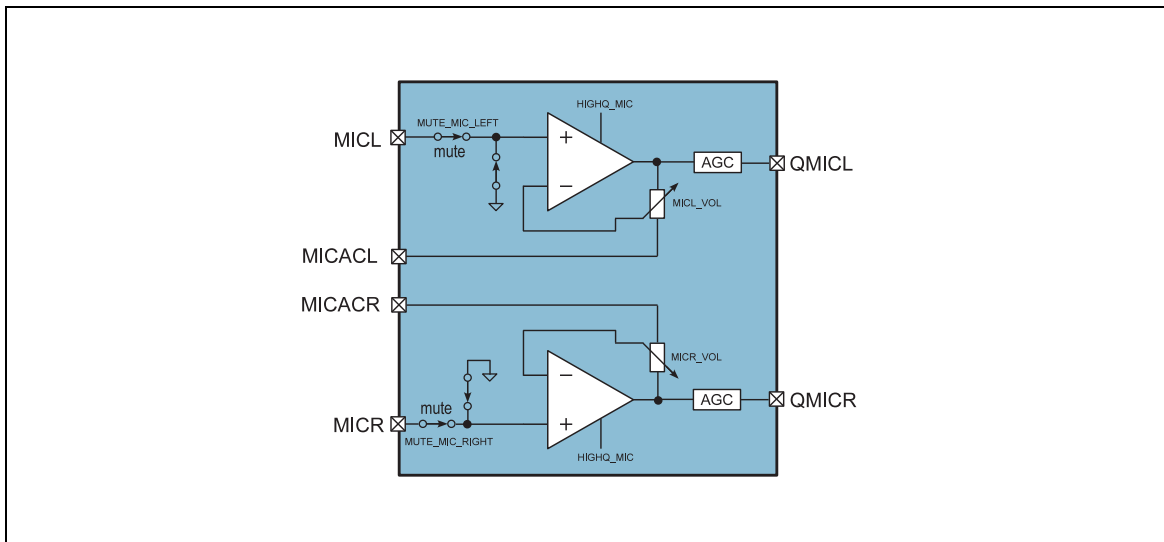 HIGHQ_MIC
MUTE_MIC_LEFT
MICL
mute
+
−
AGC
QMICL
MICL_VOL
MICACL
MICACR
MICR_VOL
−
AGC
QMICR
mute
MICR
+
MUTE_MIC_RIGHT
HIGHQ_MIC